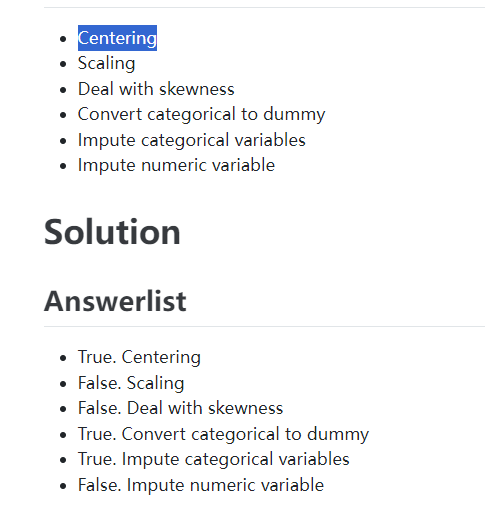 Centering
Scaling
Deal with skewness
Convert categorical to dummy
Impute categorical variables
Impute numeric variable
Solution
Answerlist
True. Centering
False. Scaling
False. Deal with skewness
True. Convert categorical to dummy
True. Impute categorical variables
False. Impute numeric variable